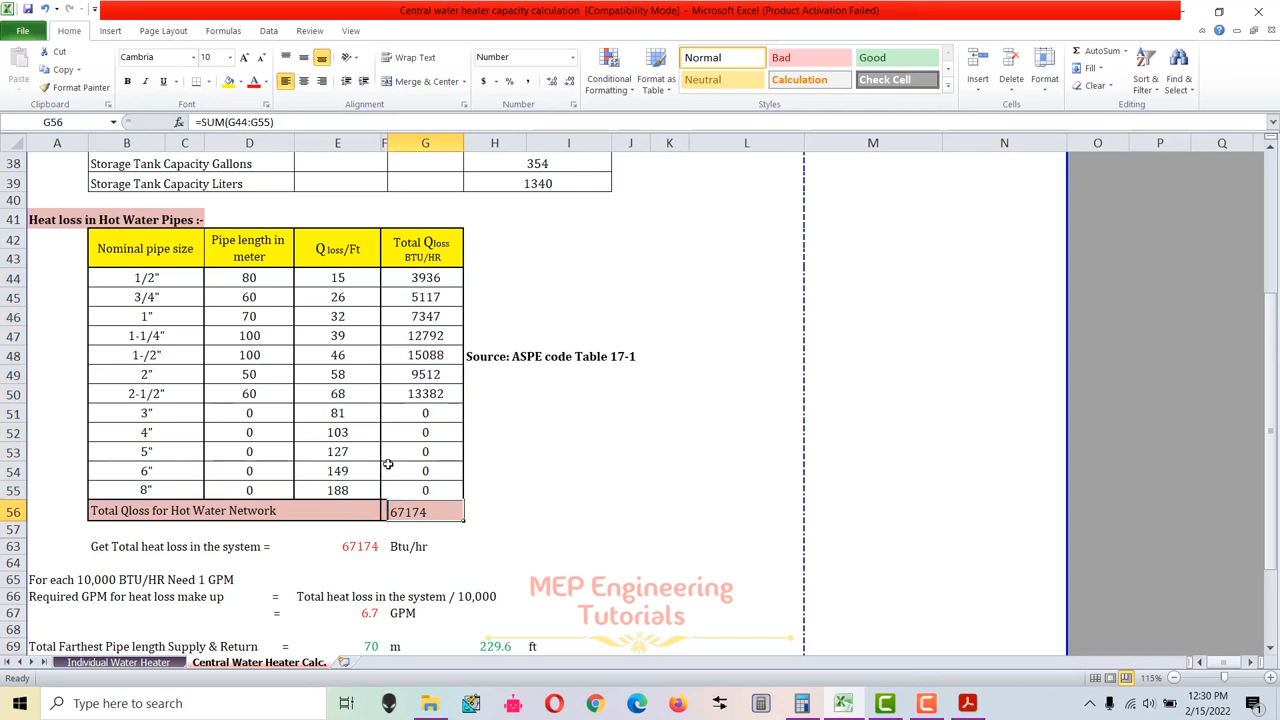 Central water heater capacity calculation [Compatibility Mode] - Microsoft Excel (Product Activation Failed)
File Home Insert Page Layout Formulas Data Review View
Paste
Cut
Copy
Format Painter
Clipboard
Cambria 10
B I U
Font
Wrap Text
Merge & Center
Alignment
Number
$ % ,
Number
Conditional Formatting
Format as Table
Normal Bad Good
Neutral Calculation Check Cell
Styles
Insert Delete Format
Cells
AutoSum
Fill
Clear
Sort & Filter
Find & Select
Editing
G56 fx =SUM(G44:G55)
A B C D E F G H I J K L M N O P Q
38 Storage Tank Capacity Gallons 354
39 Storage Tank Capacity Liters 1340
40
41 Heat loss in Hot Water Pipes :-
42 Nominal pipe size Pipe length in meter Q loss/Ft Total Qloss
43 BTU/HR
44 1/2" 80 15 3936
45 3/4" 60 26 5117
46 1" 70 32 7347
47 1-1/4" 100 39 12792
48 1-/2" 100 46 15088 Source: ASPE code Table 17-1
49 2" 50 58 9512
50 2-1/2" 60 68 13382
51 3" 0 81 0
52 4" 0 103 0
53 5" 0 127 0
54 6" 0 149 0
55 8" 0 188 0
56 Total Qloss for Hot Water Network 67174
57
63 Get Total heat loss in the system = 67174 Btu/hr
64
65 For each 10,000 BTU/HR Need 1 GPM
66 Required GPM for heat loss make up = Total heat loss in the system / 10,000
67 = 6.7 GPM
68
69 Total Farthest Pipe length Supply & Return = 70 m 229.6 ft
MEP Engineering
Tutorials
Individual Water Heater Central Water Heater Calc.
Ready 115%
Type here to search
12:30 PM
2/15/2022